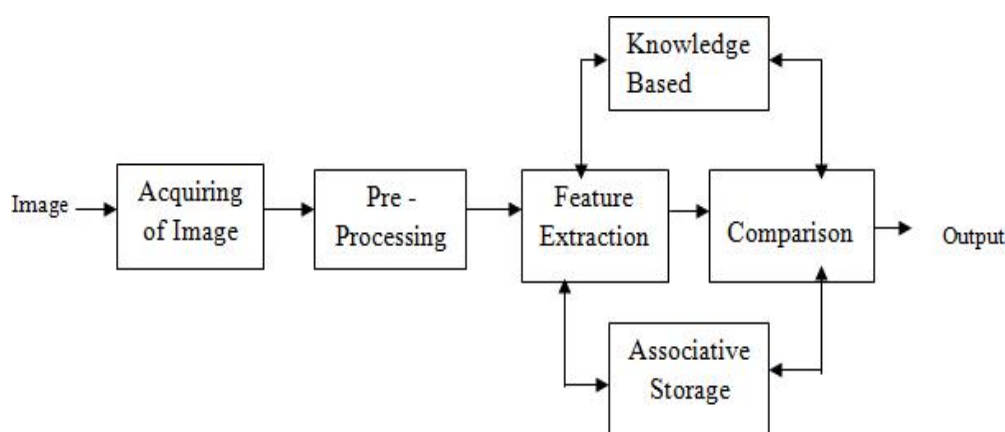 Knowledge
Based
Image
Acquiring
of Image
Pre -
Processing
Feature
Extraction
Comparison
Output
Associative
Storage